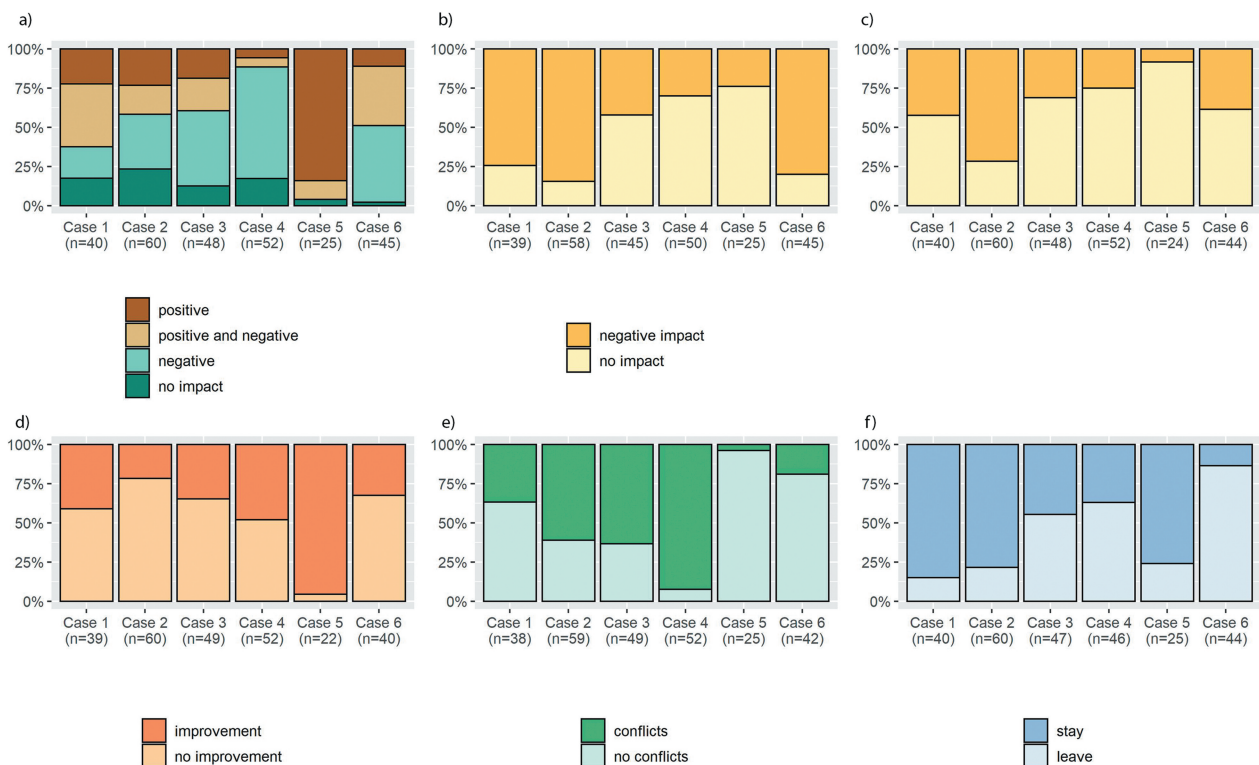 a)
100%
75%
50%
25%
0%
Case 1 Case 2 Case 3 Case 4 Case 5 Case 6
(n=40) (n=60) (n=48) (n=52) (n=25) (n=45)
positive
positive and negative
negative
no impact
b)
100%
75%
50%
25%
0%
Case 1 Case 2 Case 3 Case 4 Case 5 Case 6
(n=39) (n=58) (n=45) (n=50) (n=25) (n=45)
negative impact
no impact
c)
100%
75%
50%
25%
0%
Case 1 Case 2 Case 3 Case 4 Case 5 Case 6
(n=40) (n=60) (n=48) (n=52) (n=24) (n=44)
d)
100%
75%
50%
25%
0%
Case 1 Case 2 Case 3 Case 4 Case 5 Case 6
(n=39) (n=60) (n=49) (n=52) (n=22) (n=40)
improvement
no improvement
e)
100%
75%
50%
25%
0%
Case 1 Case 2 Case 3 Case 4 Case 5 Case 6
(n=38) (n=59) (n=49) (n=52) (n=25) (n=42)
conflicts
no conflicts
f)
100%
75%
50%
25%
0%
Case 1 Case 2 Case 3 Case 4 Case 5 Case 6
(n=40) (n=60) (n=47) (n=46) (n=25) (n=44)
stay
leave